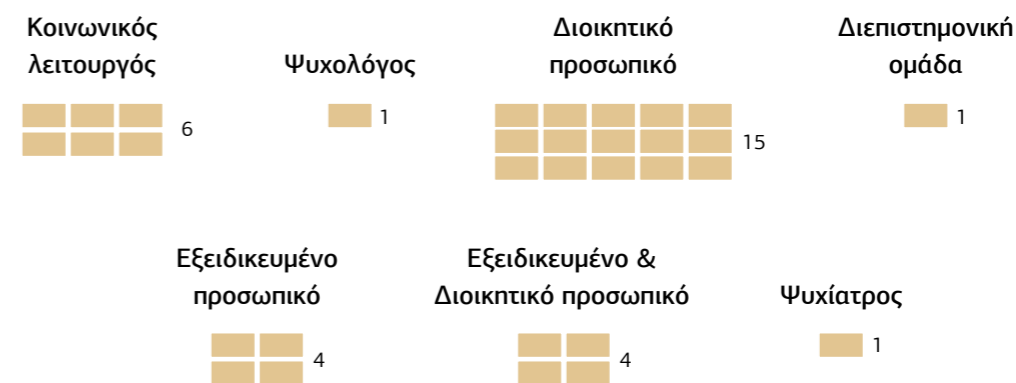 Κοινωνικός
λειτουργός
6
Ψυχολόγος
1
Διοικητικό
προσωπικό
15
Διεπιστημονική
ομάδα
1
Εξειδικευμένο
προσωπικό
4
Εξειδικευμένο &
Διοικητικό προσωπικό
4
Ψυχίατρος
1